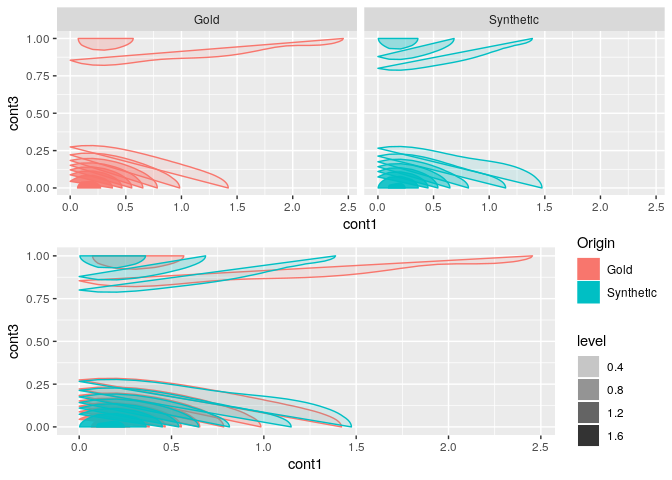 Gold Synthetic
1.00
0.75
0.50
0.25
0.00
cont3
0.0 0.5 1.0 1.5 2.0 2.5 0.0 0.5 1.0 1.5 2.0 2.5
cont1
1.00
0.75
0.50
0.25
0.00
cont3
0.0 0.5 1.0 1.5 2.0 2.5
cont1
Origin
Gold
Synthetic
level
0.4
0.8
1.2
1.6